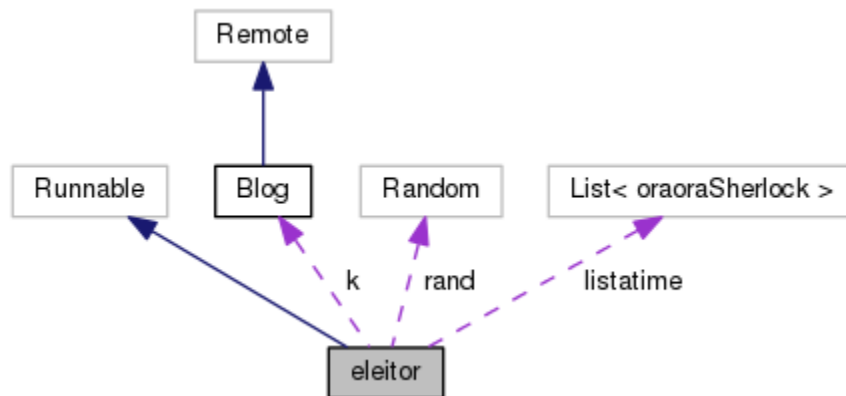 Remote
Runnable
Blog
Random
List< oraoraSherlock >
k
rand
listatime
eleitor